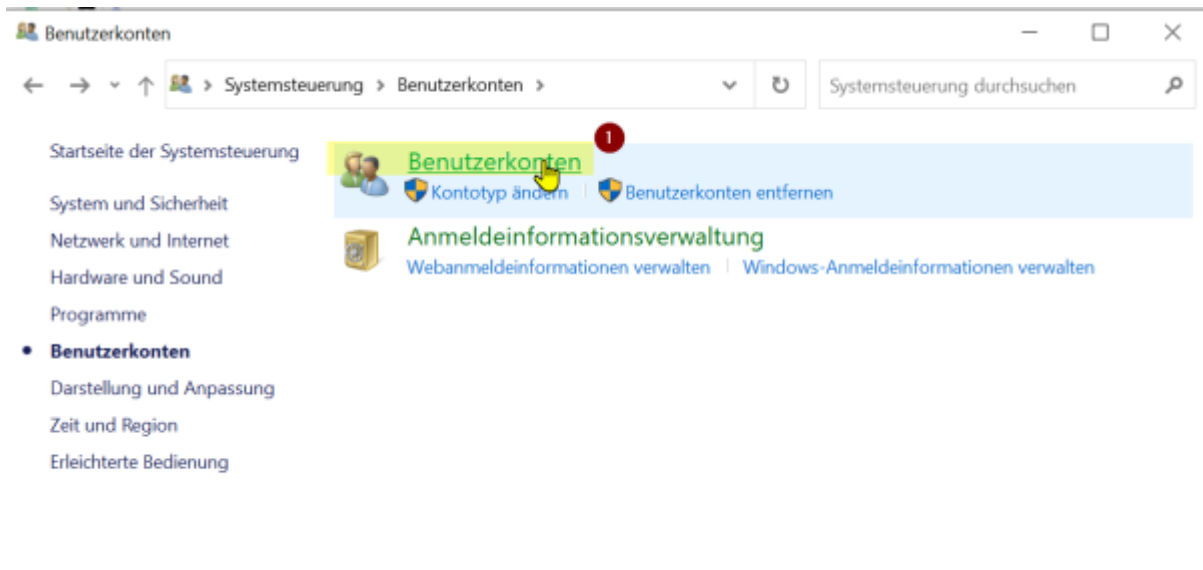 Benutzerkonten
Systemsteuerung > Benutzerkonten >
Systemsteuerung durchsuchen
Startseite der Systemsteuerung
System und Sicherheit
Netzwerk und Internet
Hardware und Sound
Programme
Benutzerkonten
Darstellung und Anpassung
Zeit und Region
Erleichterte Bedienung
1
Benutzerkonten
Kontotyp ändern Benutzerkonten entfernen
Anmeldeinformationsverwaltung
Webanmeldeinformationen verwalten Windows-Anmeldeinformationen verwalten